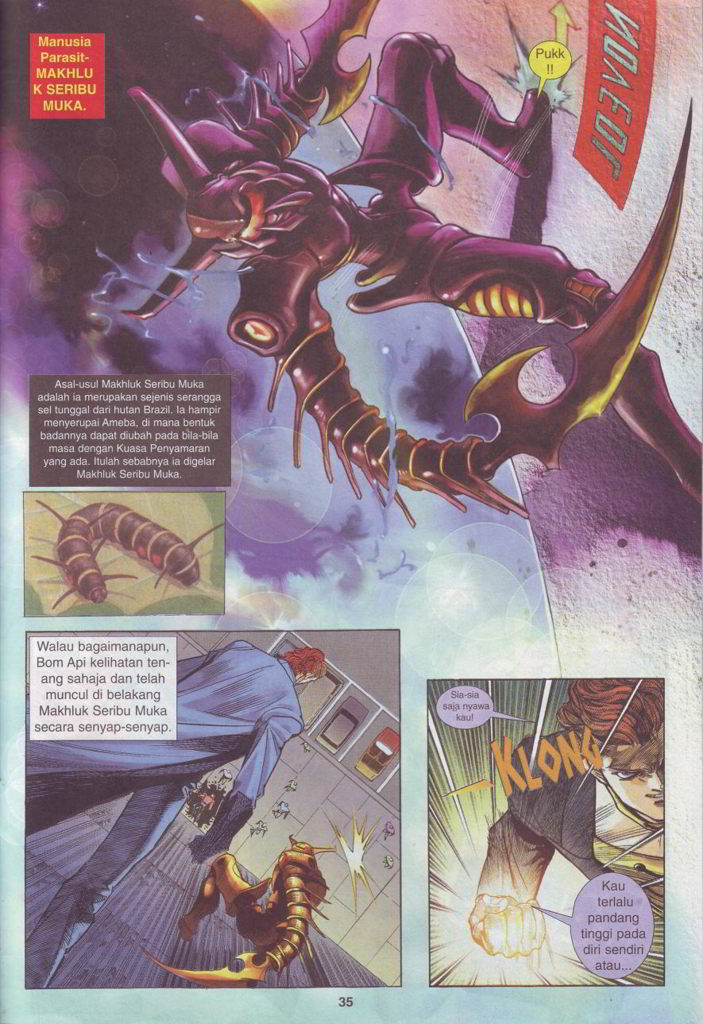 Manusia
Parasit-
MAKHLU
K SERIBU
MUKA.
Pukk
!!
Asal-usul Makhluk Seribu Muka
adalah ia merupakan sejenis serangga
sel tunggal dari hutan Brazil. Ia hampir
menyerupai Ameba, di mana bentuk
badannya dapat diubah pada bila-bila
masa dengan Kuasa Penyamaran
yang ada. Itulah sebabnya ia digelar
Makhluk Seribu Muka.
Walau bagaimanapun,
Bom Api kelihatan ten-
ang sahaja dan telah
muncul di belakang
Makhluk Seribu Muka
secara senyap-senyap.
Sia-sia
saja nyawa
kau!
KLONG
Kau
terlalu
pandang
tinggi pada
diri sendiri
atau...
35